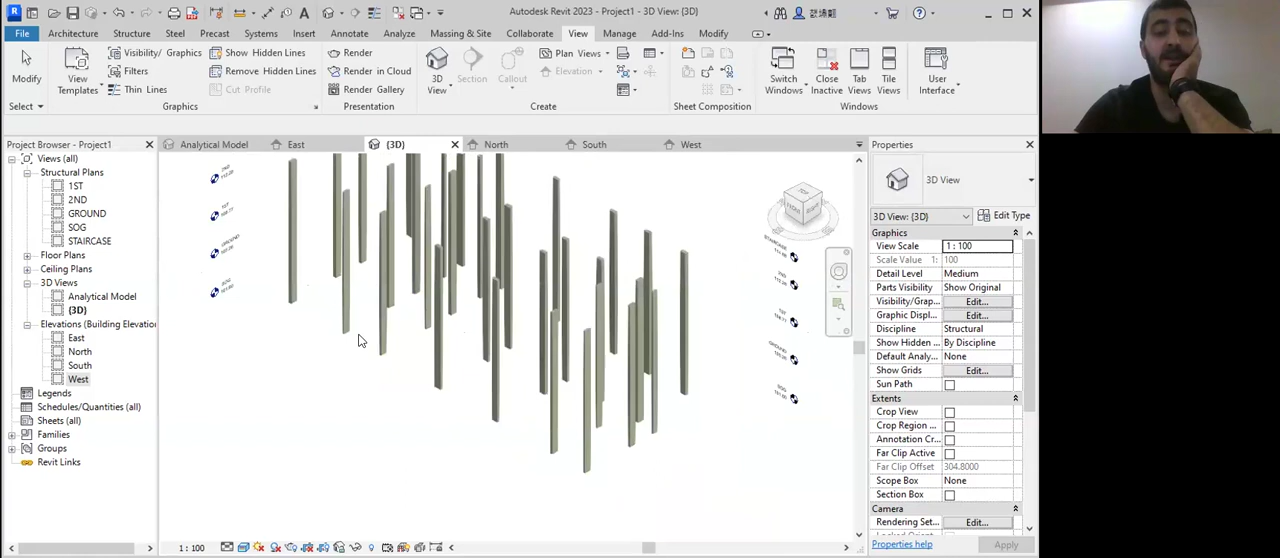 Autodesk Revit 2023 - Project1 - 3D View: {3D}
File Architecture Structure Steel Precast Systems Insert Annotate Analyze Massing & Site Collaborate View Manage Add-Ins Modify
Modify
Select
View Templates
Visibility/ Graphics
Filters
Thin Lines
Show Hidden Lines
Remove Hidden Lines
Cut Profile
Graphics
Render
Render in Cloud
Render Gallery
Presentation
3D View
Section
Callout
Plan Views
Elevation
Create
Sheet Composition
Switch Windows
Close Inactive
Tab Views
Tile Views
Windows
User Interface
Project Browser - Project1
Analytical Model
East
{3D}
North
South
West
Properties
Views (all)
Structural Plans
1ST
2ND
GROUND
SOG
STAIRCASE
Floor Plans
Ceiling Plans
3D Views
Analytical Model
{3D}
Elevations (Building Elevation
East
North
South
West
Legends
Schedules/Quantities (all)
Sheets (all)
Families
Groups
Revit Links
3D View
3D View: {3D}
Edit Type
Graphics
View Scale 1 : 100
Scale Value 1: 100
Detail Level Medium
Parts Visibility Show Original
Visibility/Grap... Edit...
Graphic Displ... Edit...
Discipline Structural
Show Hidden ... By Discipline
Default Analy... None
Show Grids Edit...
Sun Path
Extents
Crop View
Crop Region ...
Annotation Cr...
Far Clip Active
Far Clip Offset 304.8000
Scope Box None
Section Box
Camera
Rendering Set... Edit...
Properties help
Apply
1 : 100